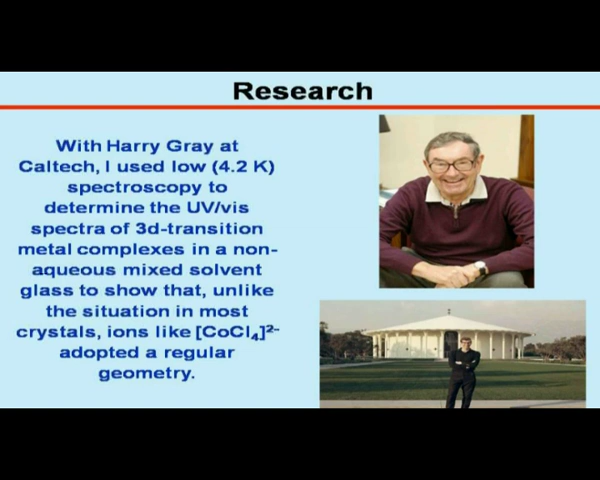 Research
With Harry Gray at
Caltech, I used low (4.2 K)
spectroscopy to
determine the UV/vis
spectra of 3d-transition
metal complexes in a non-
aqueous mixed solvent
glass to show that, unlike
the situation in most
crystals, ions like [CoCl₄]²⁻
adopted a regular
geometry.